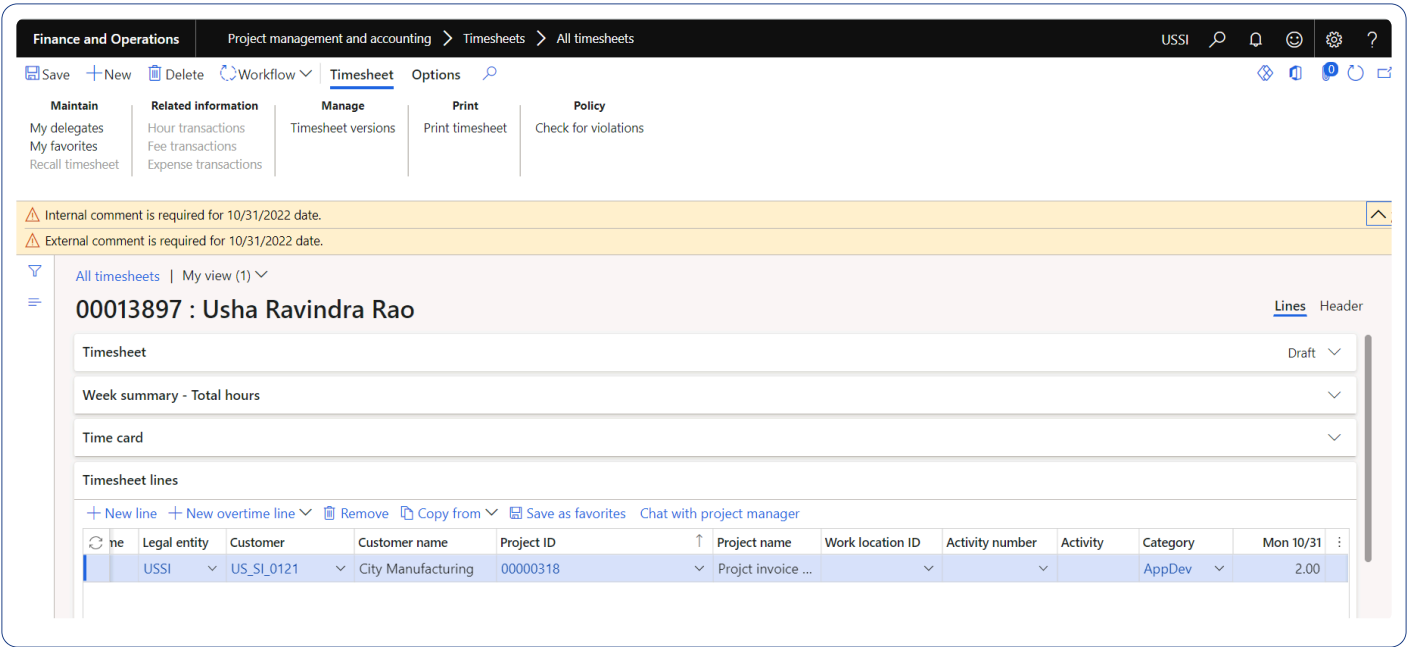 Finance and Operations Project management and accounting Timesheets All timesheets USSI ?
Save New Delete Workflow Timesheet Options 0
Maintain Related information Manage Print Policy
My delegates Hour transactions Timesheet versions Print timesheet Check for violations
My favorites Fee transactions
Recall timesheet Expense transactions
Internal comment is required for 10/31/2022 date.
External comment is required for 10/31/2022 date.
All timesheets | My view (1)
00013897 : Usha Ravindra Rao Lines Header
Timesheet Draft
Week summary - Total hours
Time card
Timesheet lines
New line New overtime line Remove Copy from Save as favorites Chat with project manager
me Legal entity Customer Customer name Project ID Project name Work location ID Activity number Activity Category Mon 10/31
USSI US_SI_0121 City Manufacturing 00000318 Projct invoice ... AppDev 2.00